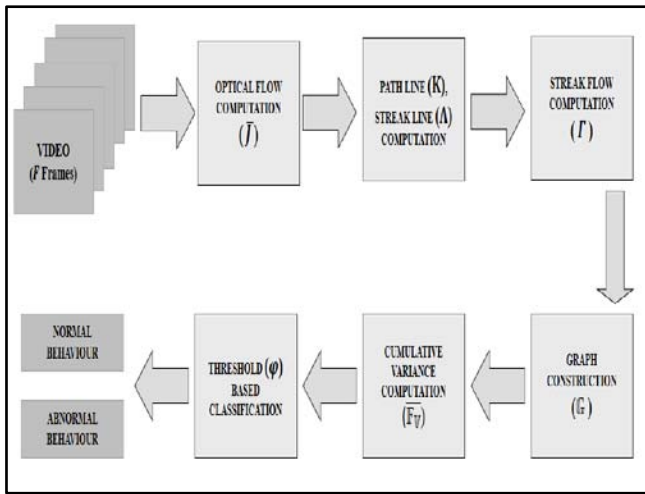 VIDEO
(F Frames)
OPTICAL FLOW
COMPUTATION
(J̅)
PATH LINE (K),
STREAK LINE (Λ)
COMPUTATION
STREAK FLOW
COMPUTATION
(Γ)
GRAPH
CONSTRUCTION
(𝔾)
CUMULATIVE
VARIANCE
COMPUTATION
(F̅𝕍̅)
THRESHOLD (φ)
BASED
CLASSIFICATION
NORMAL
BEHAVIOUR
ABNORMAL
BEHAVIOUR